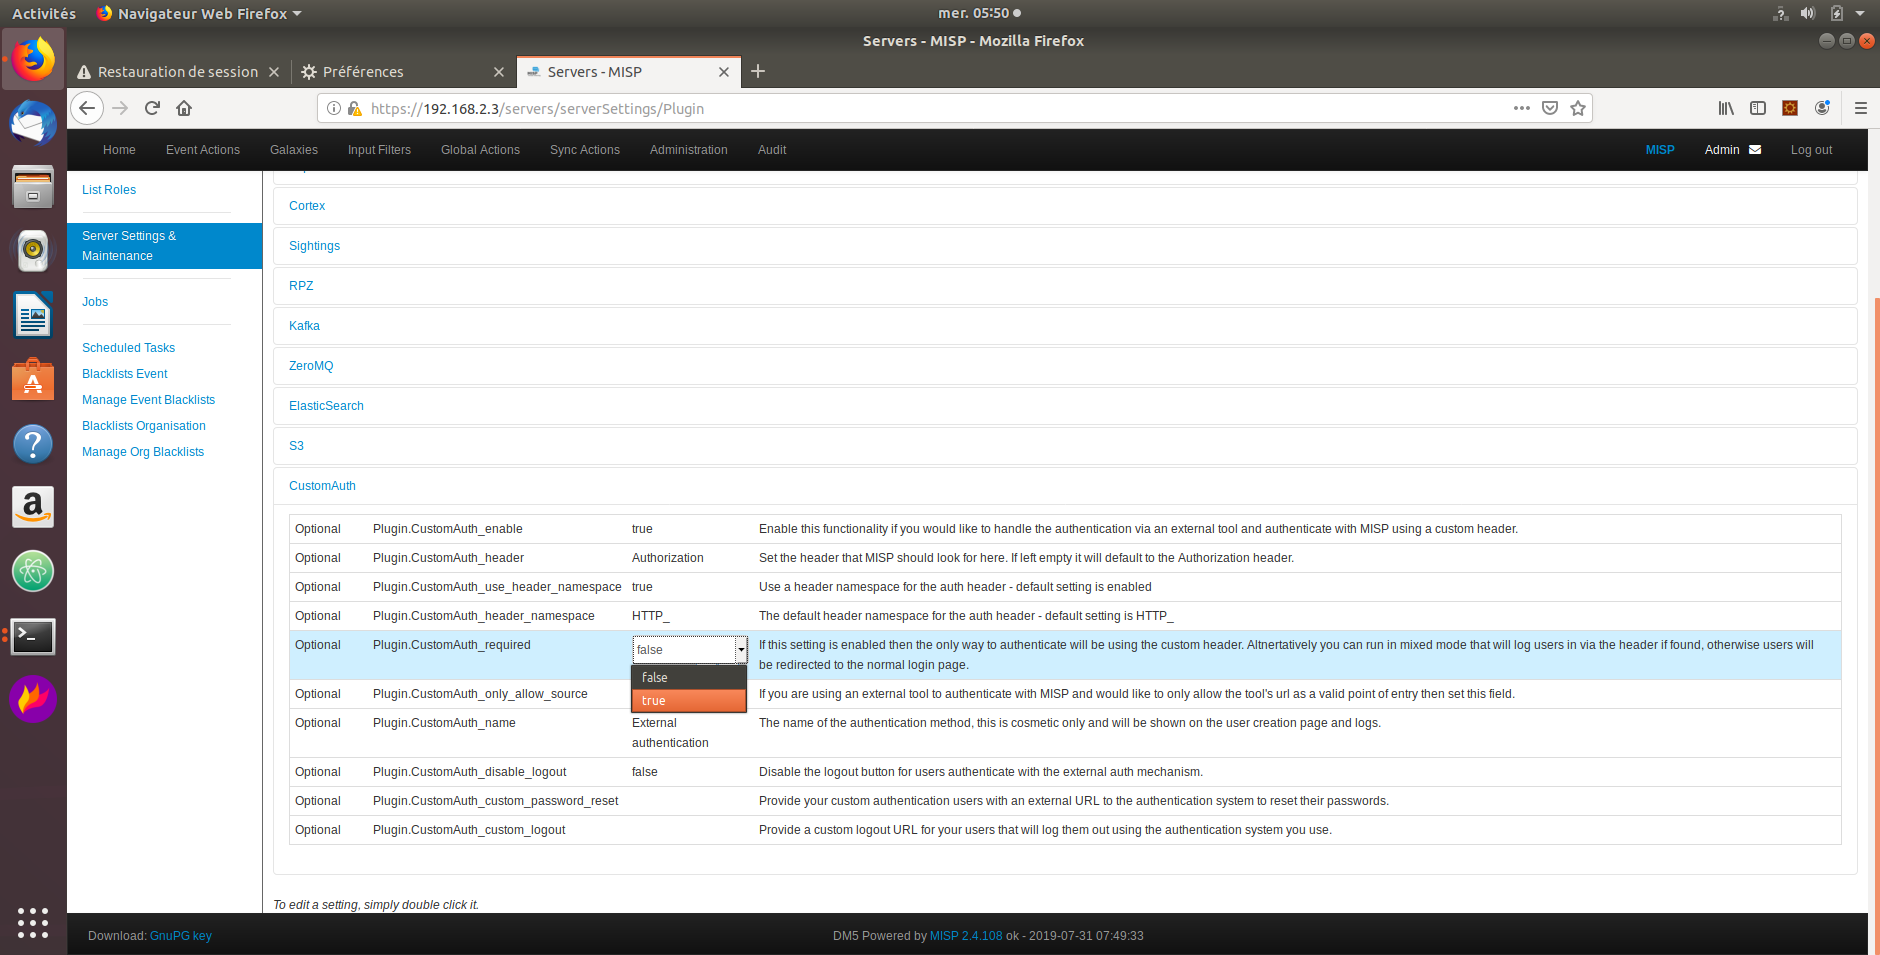 Activités
Navigateur Web Firefox
mer. 05:50
Servers - MISP - Mozilla Firefox
Restauration de session
Préférences
Servers - MISP
https://192.168.2.3/servers/serverSettings/Plugin
Home
Event Actions
Galaxies
Input Filters
Global Actions
Sync Actions
Administration
Audit
MISP
Admin
Log out
List Roles
Server Settings &
Maintenance
Jobs
Scheduled Tasks
Blacklists Event
Manage Event Blacklists
Blacklists Organisation
Manage Org Blacklists
Cortex
Sightings
RPZ
Kafka
ZeroMQ
ElasticSearch
S3
CustomAuth
Optional Plugin.CustomAuth_enable true Enable this functionality if you would like to handle the authentication via an external tool and authenticate with MISP using a custom header.
Optional Plugin.CustomAuth_header Authorization Set the header that MISP should look for here. If left empty it will default to the Authorization header.
Optional Plugin.CustomAuth_use_header_namespace true Use a header namespace for the auth header - default setting is enabled
Optional Plugin.CustomAuth_header_namespace HTTP_ The default header namespace for the auth header - default setting is HTTP_
Optional Plugin.CustomAuth_required false If this setting is enabled then the only way to authenticate will be using the custom header. Altnertatively you can run in mixed mode that will log users in via the header if found, otherwise users will
be redirected to the normal login page.
false
true
Optional Plugin.CustomAuth_only_allow_source If you are using an external tool to authenticate with MISP and would like to only allow the tool's url as a valid point of entry then set this field.
Optional Plugin.CustomAuth_name External The name of the authentication method, this is cosmetic only and will be shown on the user creation page and logs.
authentication
Optional Plugin.CustomAuth_disable_logout false Disable the logout button for users authenticate with the external auth mechanism.
Optional Plugin.CustomAuth_custom_password_reset Provide your custom authentication users with an external URL to the authentication system to reset their passwords.
Optional Plugin.CustomAuth_custom_logout Provide a custom logout URL for your users that will log them out using the authentication system you use.
To edit a setting, simply double click it.
Download: GnuPG key
DM5 Powered by MISP 2.4.108 ok - 2019-07-31 07:49:33